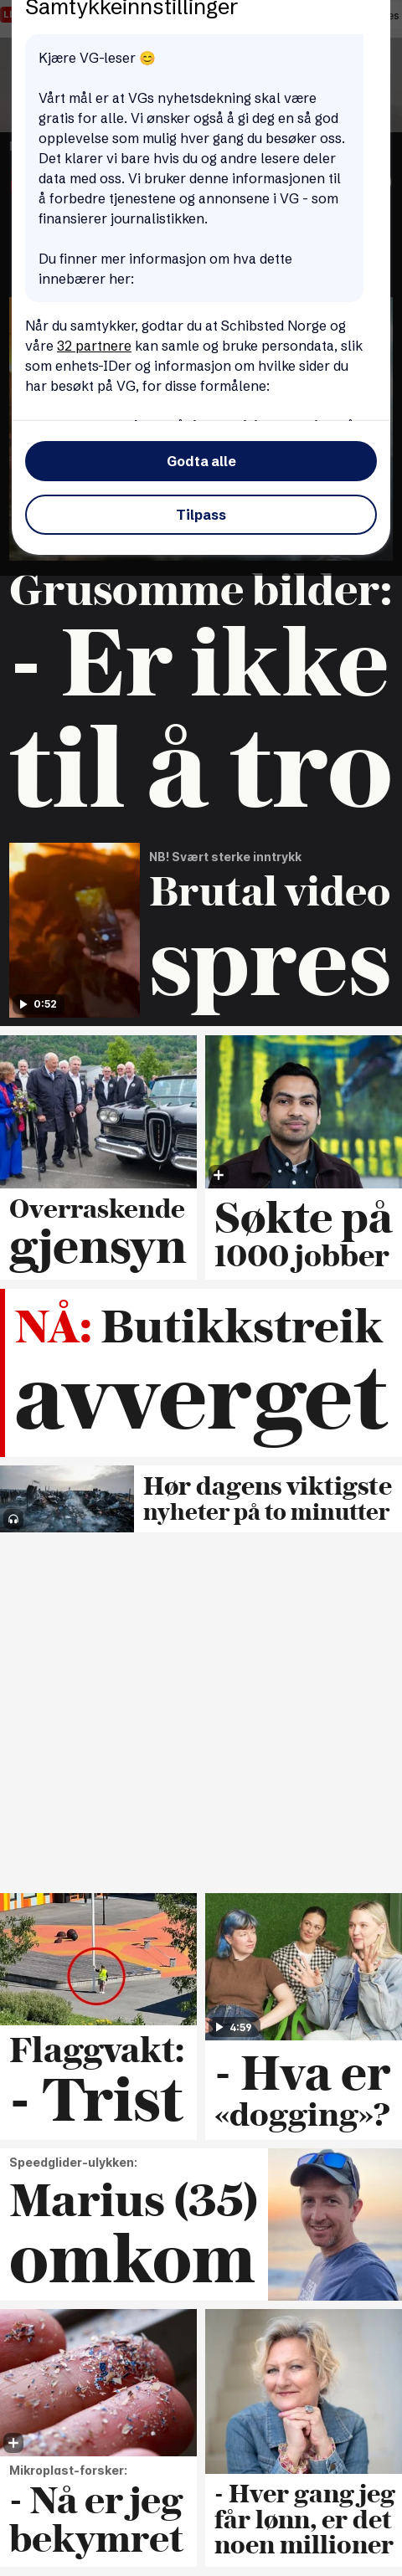 Samtykkeinnstillinger
Kjære VG-leser 😊
Vårt mål er at VGs nyhetsdekning skal være
gratis for alle. Vi ønsker også å gi deg en så god
opplevelse som mulig hver gang du besøker oss.
Det klarer vi bare hvis du og andre lesere deler
data med oss. Vi bruker denne informasjonen til
å forbedre tjenestene og annonsene i VG - som
finansierer journalistikken.
Du finner mer informasjon om hva dette
innebærer her:
Når du samtykker, godtar du at Schibsted Norge og
våre 32 partnere kan samle og bruke persondata, slik
som enhets-IDer og informasjon om hvilke sider du
har besøkt på VG, for disse formålene:
Godta alle
Tilpass
Grusomme bilder:
- Er ikke
til å tro
NB! Svært sterke inntrykk
Brutal video
spres
0:52
Overraskende
gjensyn
Søkte på
1000 jobber
NÅ: Butikkstreik
avverget
Hør dagens viktigste
nyheter på to minutter
Flaggvakt:
- Trist
4:59
- Hva er
«dogging»?
Speedglider-ulykken:
Marius (35)
omkom
Mikroplast-forsker:
- Nå er jeg
bekymret
- Hver gang jeg
får lønn, er det
noen millioner